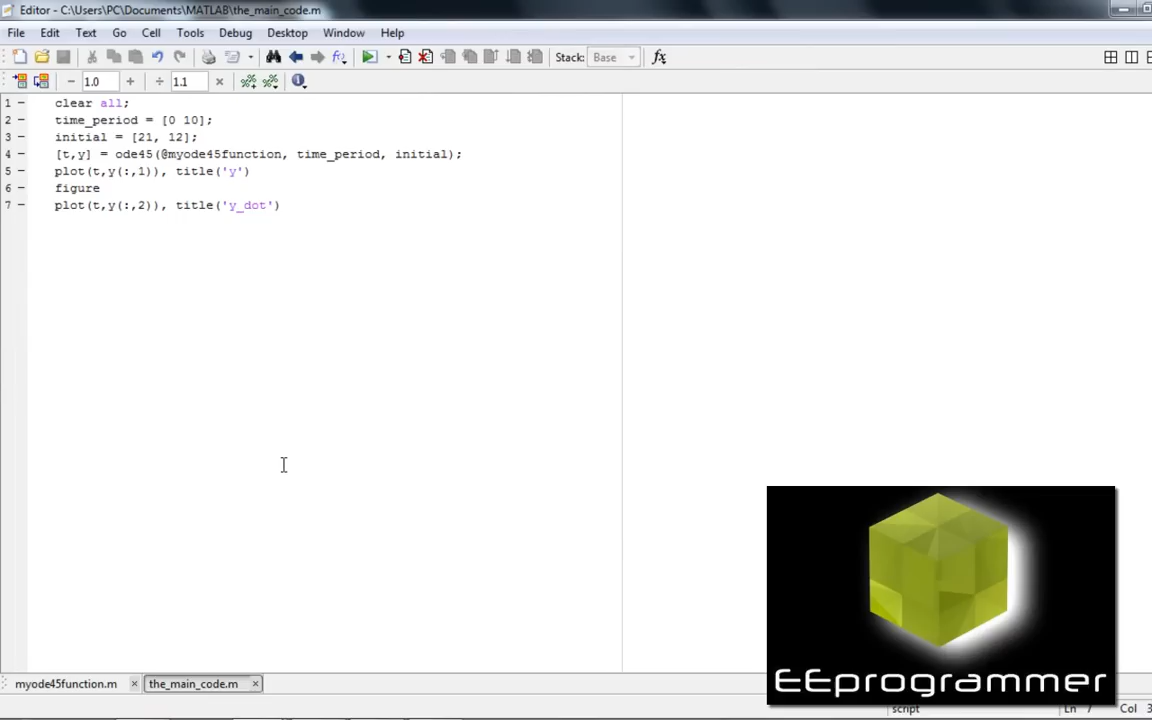 Editor - C:\Users\PC\Documents\MATLAB\the_main_code.m
File Edit Text Go Cell Tools Debug Desktop Window Help
Stack: Base fx
− 1.0 + ÷ 1.1 ×
1 − clear all;
2 − time_period = [0 10];
3 − initial = [21, 12];
4 − [t,y] = ode45(@myode45function, time_period, initial);
5 − plot(t,y(:,1)), title('y')
6 − figure
7 − plot(t,y(:,2)), title('y_dot')
EEprogrammer
myode45function.m × the_main_code.m ×
script Ln 7 Col 3